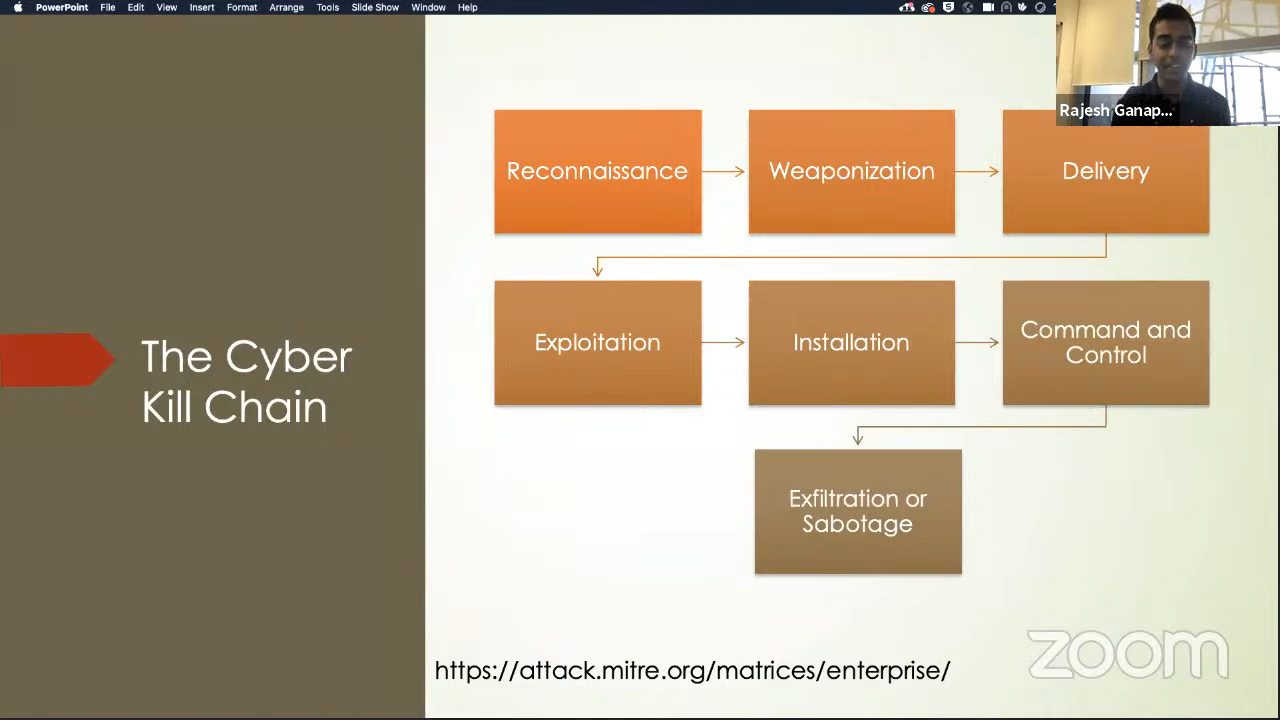 PowerPoint File Edit View Insert Format Arrange Tools Slide Show Window Help
Rajesh Ganap...
Reconnaissance
Weaponization
Delivery
Exploitation
Installation
Command and
Control
Exfiltration or
Sabotage
The Cyber
Kill Chain
https://attack.mitre.org/matrices/enterprise/
zoom